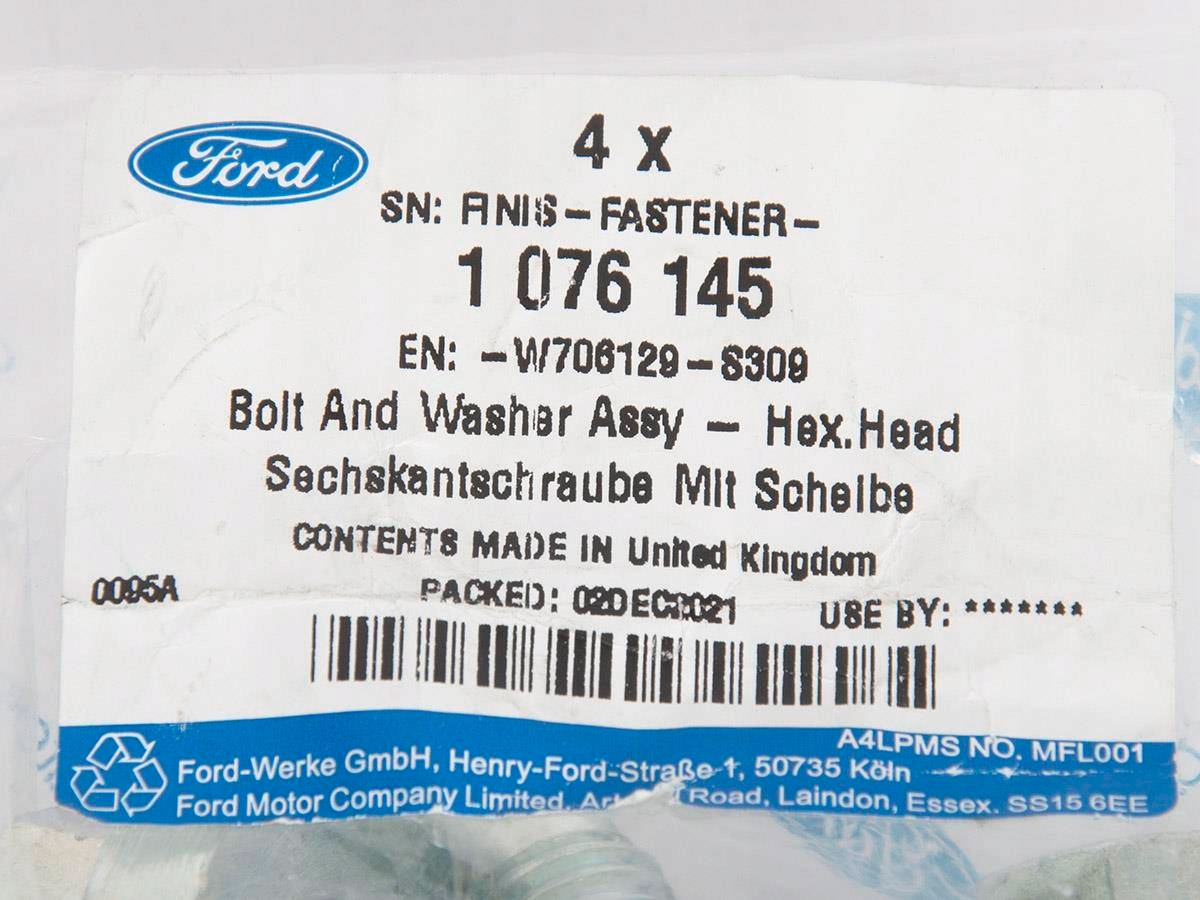 Ford
4 x
SN: FINIS-FASTENER-
1 076 145
EN: -W706129-S309
Bolt And Washer Assy - Hex.Head
Sechskantschraube Mit Scheibe
CONTENTS MADE IN United Kingdom
0095A PACKED: 02DEC2021 USE BY: *******
A4LPMS NO. MFL001
Ford-Werke GmbH, Henry-Ford-Straße 1, 50735 Köln
Ford Motor Company Limited, Road, Laindon, Essex. SS15 6EE